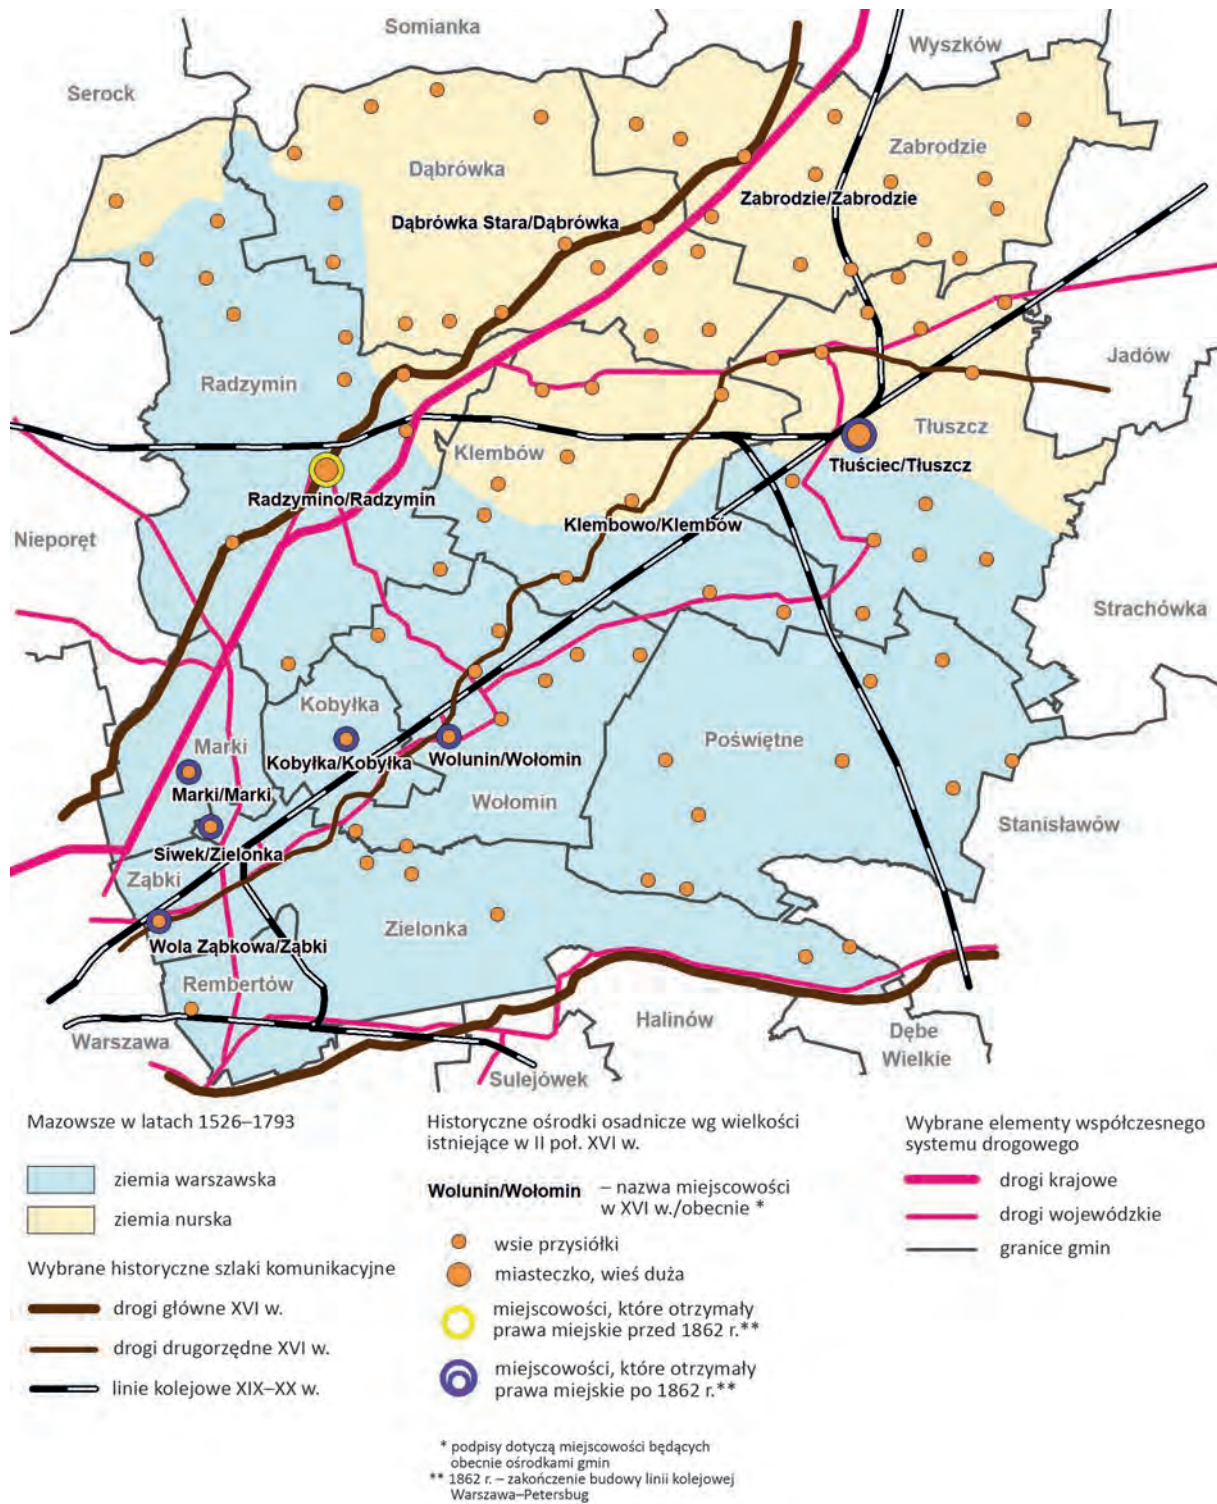 Somianka
Wyszków
Serock
Zabrodzie
Dąbrówka
Zabrodzie/Zabrodzie
Dąbrówka Stara/Dąbrówka
Jadów
Radzymin
Tłuszcz
Klembów
Tłuściec/Tłuszcz
Radzymino/Radzymin
Klembowo/Klembów
Nieporęt
Strachówka
Kobyłka
Marki
Poświętne
Kobyłka/Kobyłka
Wolunin/Wołomin
Marki/Marki
Wołomin
Stanisławów
Siwek/Zielonka
Ząbki
Zielonka
Wola Ząbkowa/Ząbki
Rembertów
Halinów
Warszawa
Dębe
Wielkie
Sulejówek
Mazowsze w latach 1526–1793
ziemia warszawska
ziemia nurska
Wybrane historyczne szlaki komunikacyjne
drogi główne XVI w.
drogi drugorzędne XVI w.
linie kolejowe XIX–XX w.
Historyczne ośrodki osadnicze wg wielkości
istniejące w II poł. XVI w.
Wolunin/Wołomin – nazwa miejscowości
w XVI w./obecnie *
wsie przysiółki
miasteczko, wieś duża
miejscowości, które otrzymały
prawa miejskie przed 1862 r.**
miejscowości, które otrzymały
prawa miejskie po 1862 r.**
* podpisy dotyczą miejscowości będących
obecnie ośrodkami gmin
** 1862 r. – zakończenie budowy linii kolejowej
Warszawa–Petersbug
Wybrane elementy współczesnego
systemu drogowego
drogi krajowe
drogi wojewódzkie
granice gmin